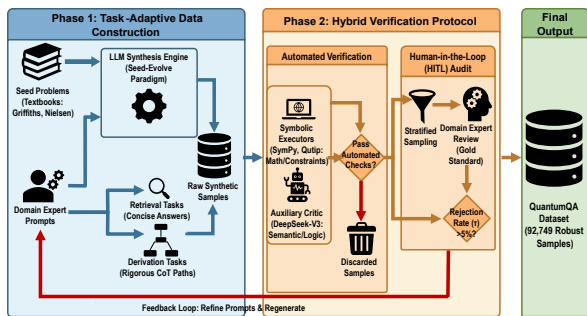 Phase 1: Task-Adaptive Data
Construction
LLM Synthesis Engine
(Seed-Evolve
Paradigm)
Seed Problems
(Textbooks:
Griffiths, Nielsen)
Domain Expert
Prompts
Retrieval Tasks
(Concise Answers)
Derivation Tasks
(Rigorous CoT Paths)
Raw Synthetic
Samples
Phase 2: Hybrid Verification Protocol
Automated Verification
Symbolic
Executors
(SymPy, Qutip:
Math/Constraints)
Auxiliary Critic
(DeepSeek-V3:
Semantic/Logic)
Pass
Automated
Checks?
Discarded
Samples
Human-in-the-Loop
(HITL) Audit
Stratified
Sampling
Domain Expert
Review
(Gold
Standard)
Rejection
Rate (τ)
>5%?
Final
Output
QuantumQA
Dataset
(92,749 Robust
Samples)
Feedback Loop: Refine Prompts & Regenerate